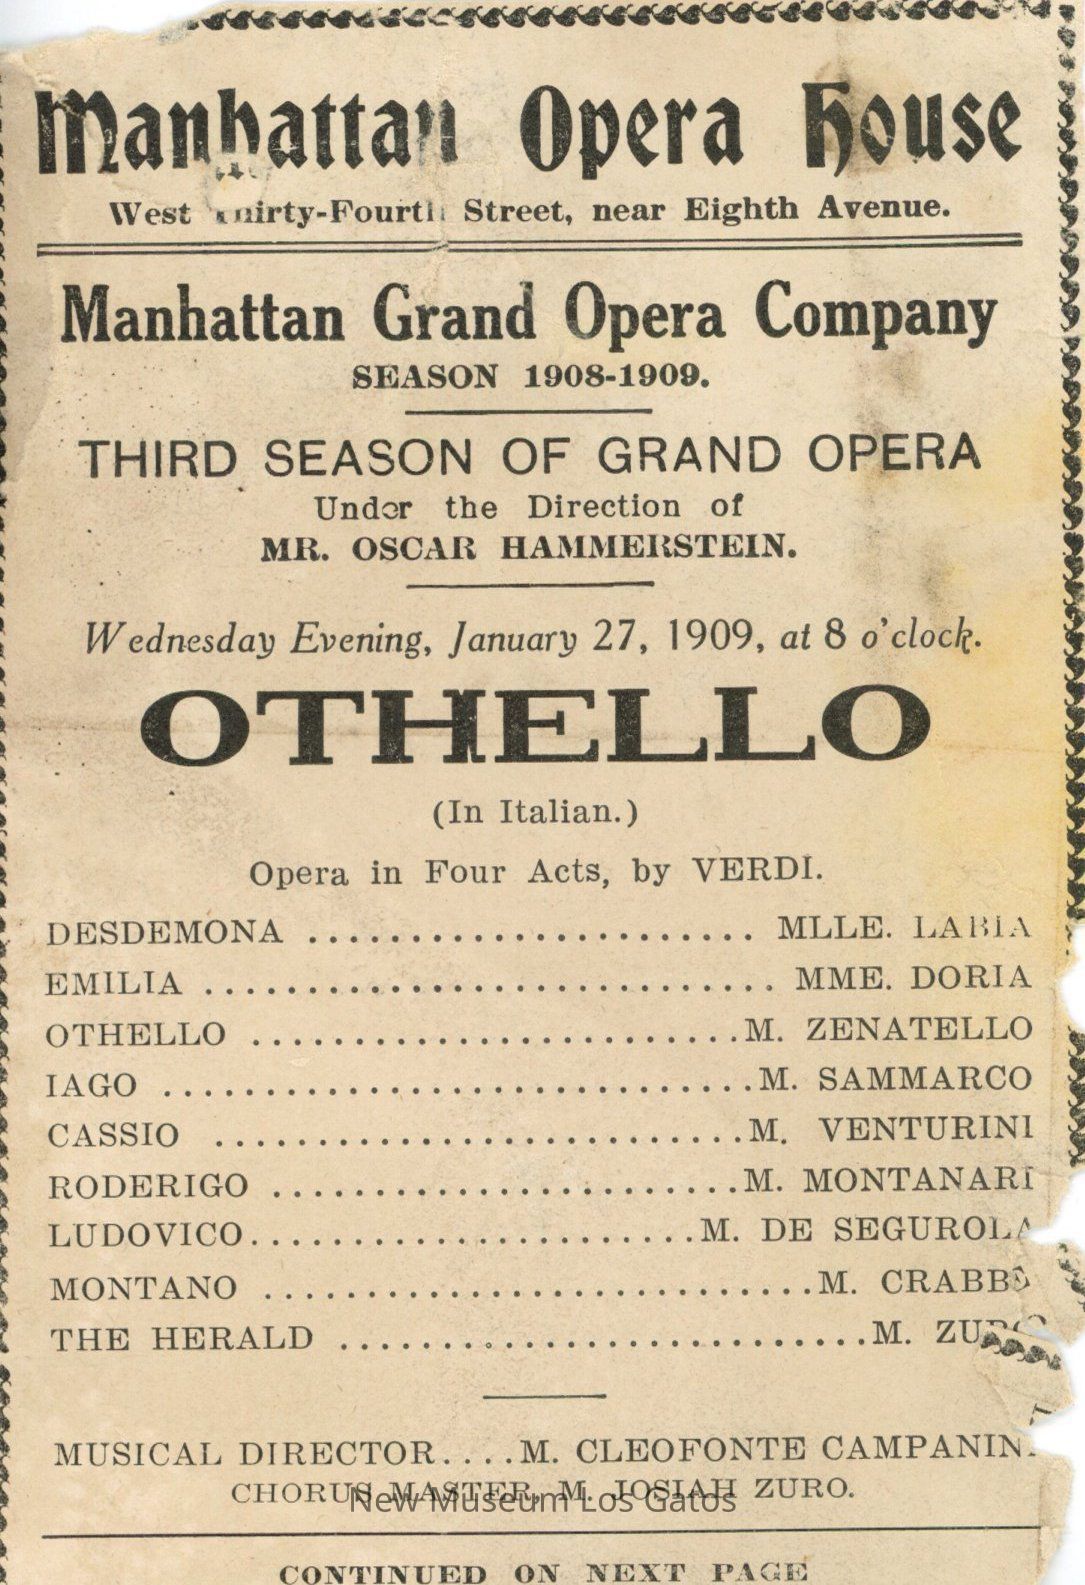 Manhattan Opera House
West Thirty-Fourth Street, near Eighth Avenue.
Manhattan Grand Opera Company
SEASON 1908-1909.
THIRD SEASON OF GRAND OPERA
Under the Direction of
MR. OSCAR HAMMERSTEIN.
Wednesday Evening, January 27, 1909, at 8 o'clock.
OTHELLO
(In Italian.)
Opera in Four Acts, by VERDI.
DESDEMONA ...................... MLLE. LABIA
EMILIA ............................ MME. DORIA
OTHELLO ........................M. ZENATELLO
IAGO .............................M. SAMMARCO
CASSIO ..........................M. VENTURINI
RODERIGO .......................M. MONTANARI
LUDOVICO......................M. DE SEGUROLA
MONTANO ...........................M. CRABBE
THE HERALD ..........................M. ZURO
MUSICAL DIRECTOR....M. CLEOFONTE CAMPANINI
CHORUS MASTER, M. JOSIAH ZURO.
New Museum Los Gatos
CONTINUED ON NEXT PAGE